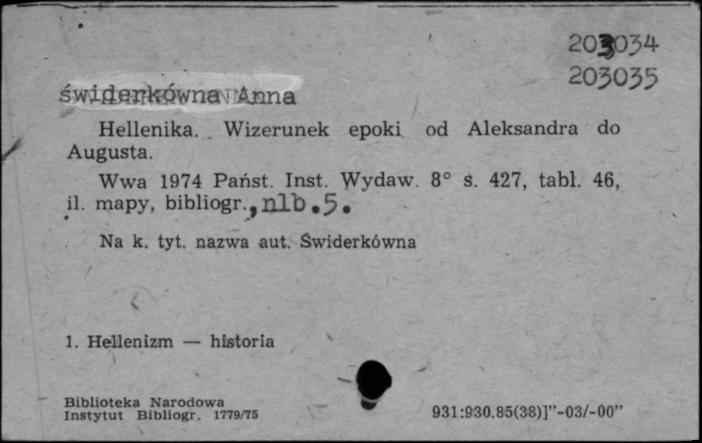 203034
203035
świderkówna Anna
Hellenika. Wizerunek epoki od Aleksandra do
Augusta.
Wwa 1974 Państ. Inst. Wydaw. 8° s. 427, tabl. 46,
il. mapy, bibliogr., nlb.5.
Na k. tyt. nazwa aut. Świderkówna
1. Hellenizm — historia
Biblioteka Narodowa
Instytut Bibliogr. 1779/75
931:930.85(38)]"-03/-00"